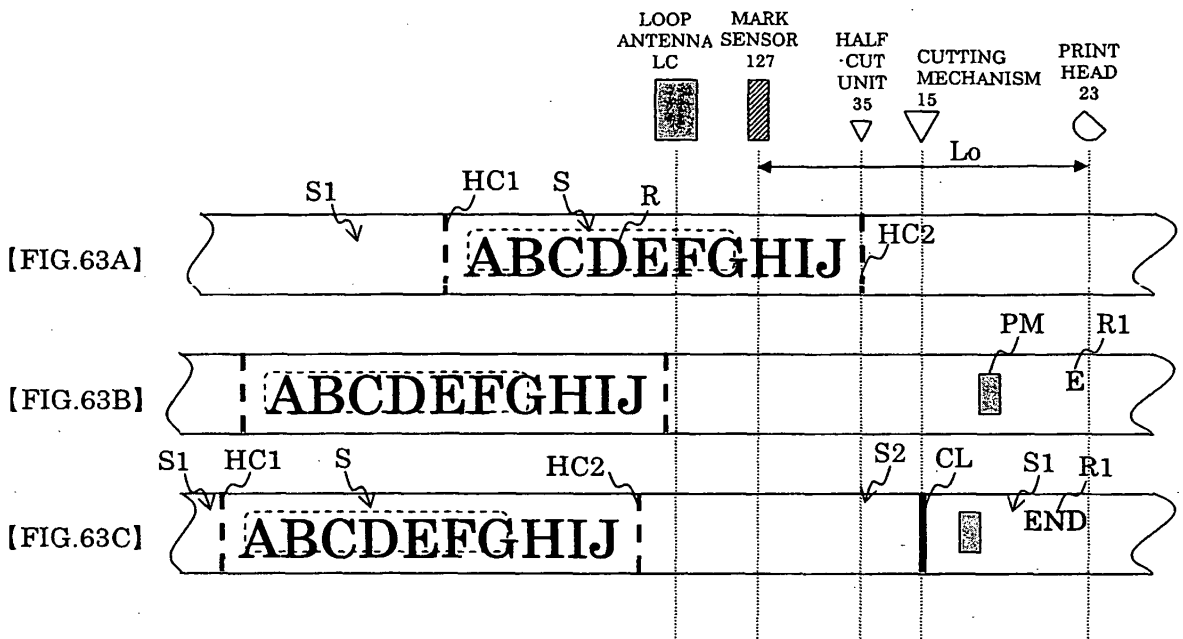 LOOP
ANTENNA
LC
MARK
SENSOR
127
HALF
·CUT
UNIT
35
CUTTING
MECHANISM
15
PRINT
HEAD
23
Lo
S1 HC1 S R
[FIG.63A] ABCDEFGHIJ HC2
PM R1
[FIG.63B] ABCDEFGHIJ E
S1 HC1 S HC2 S2 CL S1 R1
[FIG.63C] ABCDEFGHIJ END